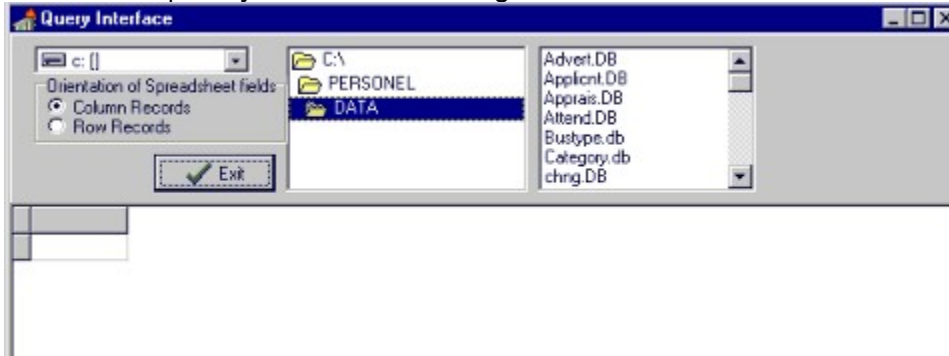 Query Interface
c: []
Orientation of Spreadsheet fields
Column Records
Row Records
Exit
C:\
PERSONEL
DATA
Advert.DB
Applicnt.DB
Apprais.DB
Attend.DB
Bustype.db
Category.db
chng.DB